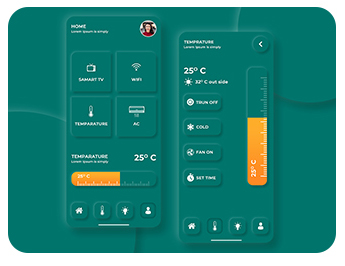 HOME
Lorem Ipsum is simply
SAMART TV
WIFI
TEMPARATURE
AC
TEMPARATURE
Lorem Ipsum is simply
25° C
25° C
TEMPRATURE
Lorem Ipsum is simply
25° C
32° C out side
TRUN OFF
COLD
FAN ON
SET TIME
25° C